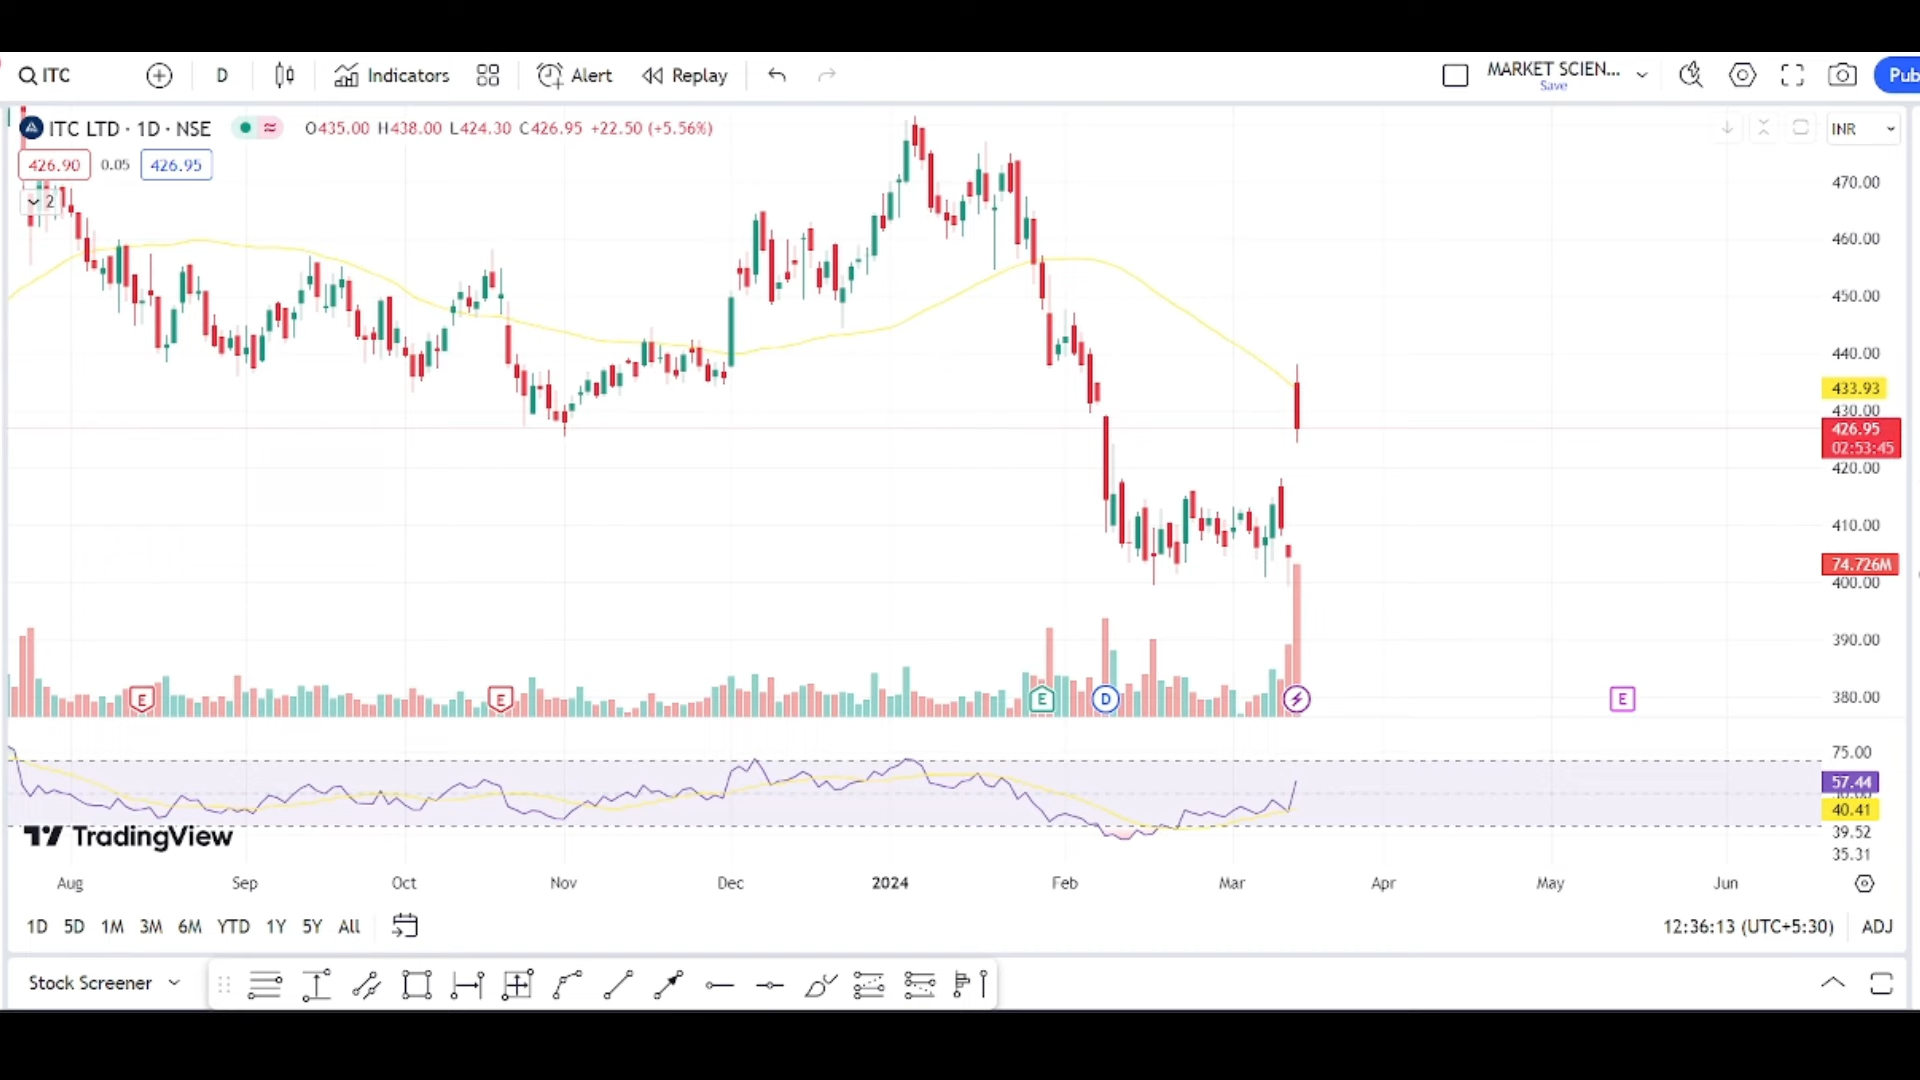 ITC D Indicators Alert Replay MARKET SCIEN... Pub
Save
ITC LTD · 1D · NSE O435.00 H438.00 L424.30 C426.95 +22.50 (+5.56%) INR
426.90 0.05 426.95
2
470.00
460.00
450.00
440.00
433.93
430.00
426.95
02:53:45
420.00
410.00
74.726M
400.00
390.00
380.00
E E E D E
75.00
57.44
40.41
39.52
35.31
TradingView
Aug Sep Oct Nov Dec 2024 Feb Mar Apr May Jun
1D 5D 1M 3M 6M YTD 1Y 5Y All 12:36:13 (UTC+5:30) ADJ
Stock Screener